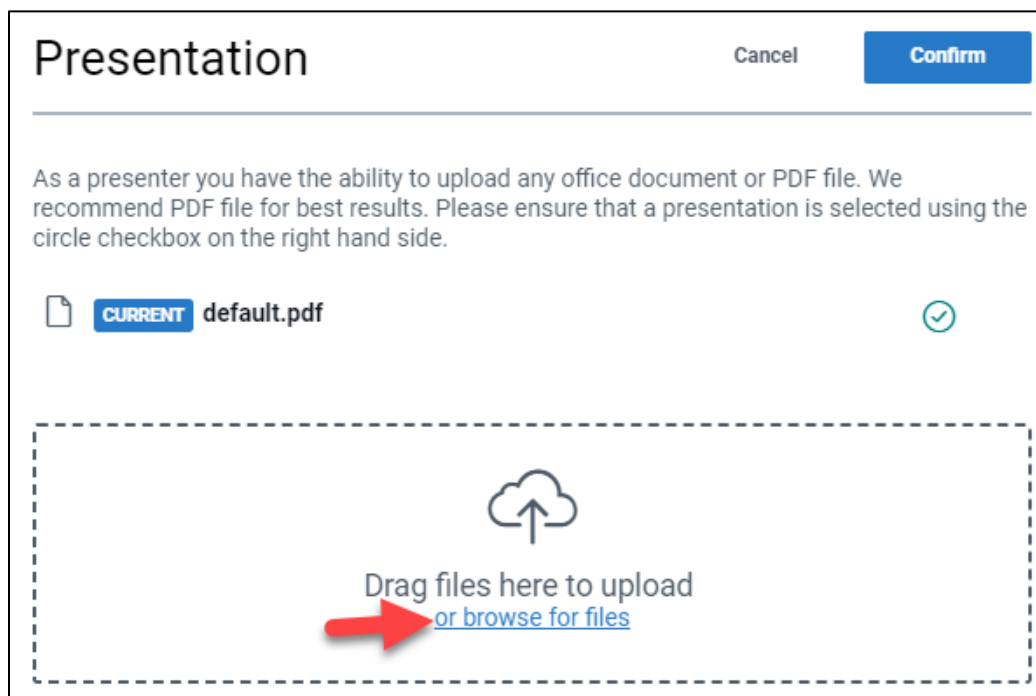 Presentation
Cancel
Confirm
As a presenter you have the ability to upload any office document or PDF file. We
recommend PDF file for best results. Please ensure that a presentation is selected using the
circle checkbox on the right hand side.
CURRENT default.pdf
Drag files here to upload
or browse for files